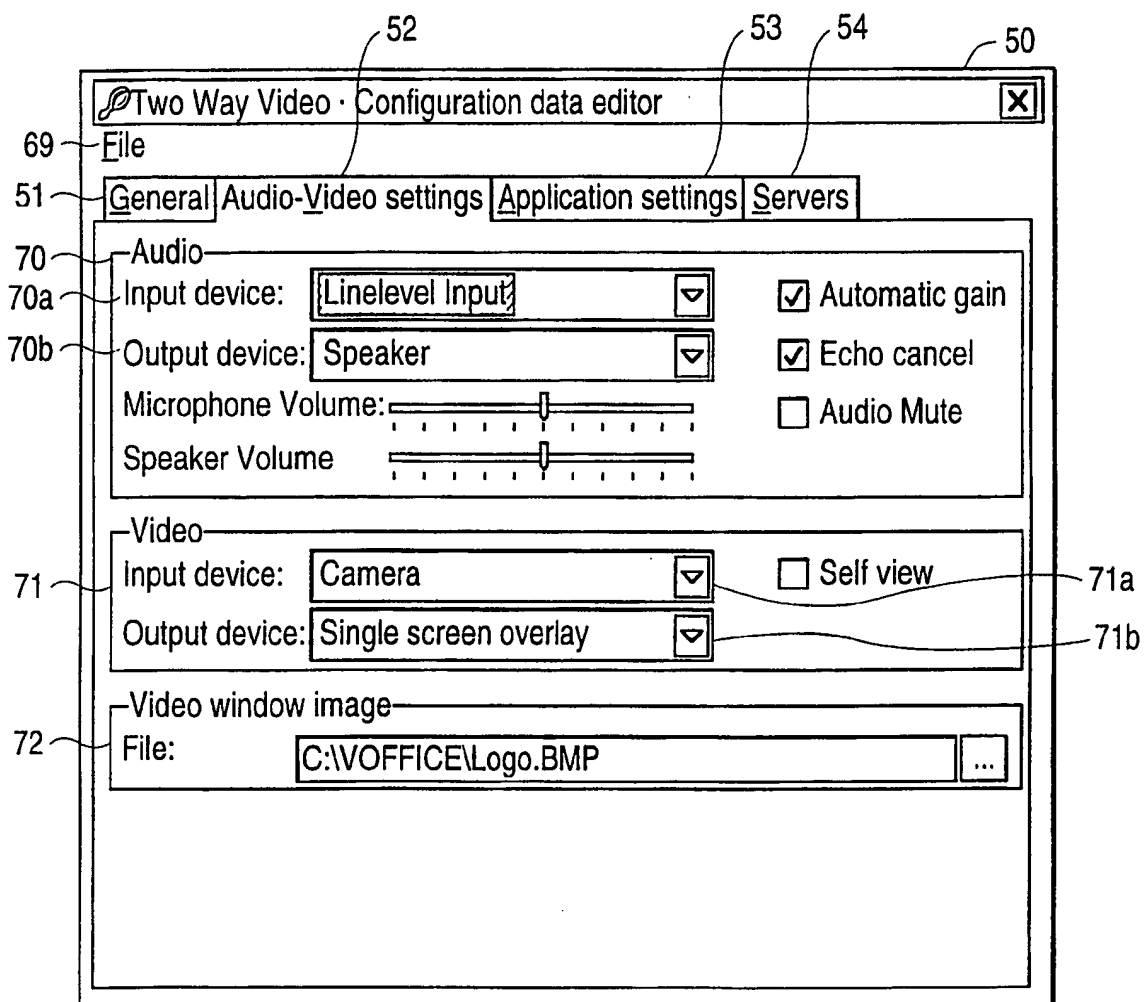 52 53 54 50
Two Way Video · Configuration data editor X
69 File
51 General Audio-Video settings Application settings Servers
70 Audio
70a Input device: Linelevel Input Automatic gain
70b Output device: Speaker Echo cancel
Microphone Volume: Audio Mute
Speaker Volume
Video
71 Input device: Camera Self view 71a
Output device: Single screen overlay 71b
Video window image
72 File: C:\VOFFICE\Logo.BMP ...